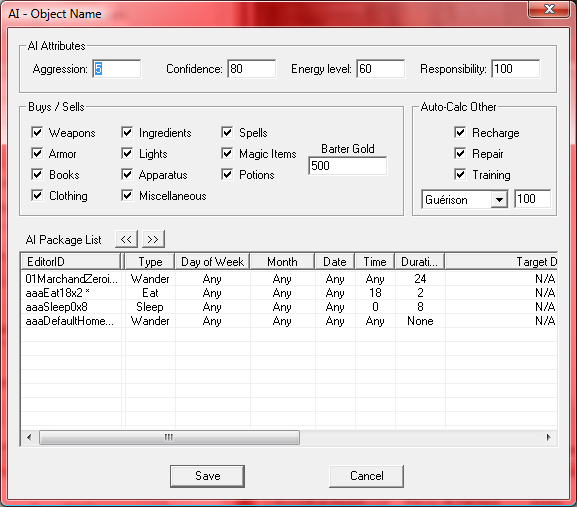 AI - Object Name
AI Attributes
Aggression: 5 Confidence: 80 Energy level: 60 Responsibility: 100
Buys / Sells
Auto-Calc Other
Weapons Ingredients Spells
Armor Lights Magic Items
Books Apparatus Potions
Clothing Miscellaneous
Barter Gold
500
Recharge
Repair
Training
Guérison 100
AI Package List << >>
EditorID Type Day of Week Month Date Time Durati... Target D
01MarchandZeroi... Wander Any Any Any Any 24 N/A
aaaEat18x2 * Eat Any Any Any 18 2 N/A
aaaSleep0x8 Sleep Any Any Any 0 8 N/A
aaaDefaultHome... Wander Any Any Any Any None N/A
Save Cancel